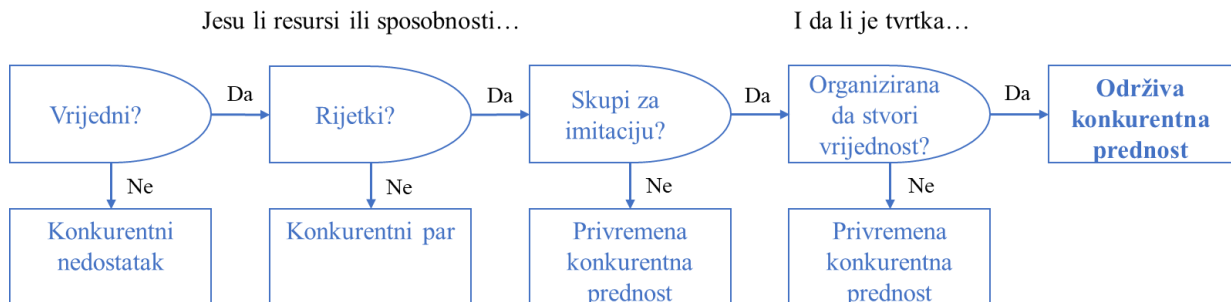 Jesu li resursi ili sposobnosti…
I da li je tvrtka…
Vrijedni?
Da
Rijetki?
Da
Skupi za
imitaciju?
Da
Organizirana
da stvori
vrijednost?
Da
Održiva
konkurentna
prednost
Ne
Ne
Ne
Ne
Konkurentni
nedostatak
Konkurentni par
Privremena
konkurentna
prednost
Privremena
konkurentna
prednost